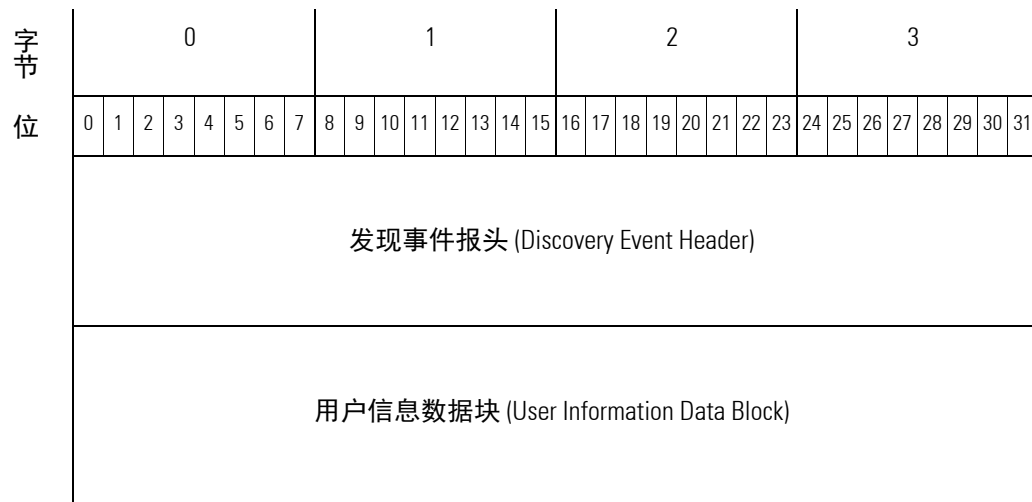 字节 0 1 2 3
位 0 1 2 3 4 5 6 7 8 9 10 11 12 13 14 15 16 17 18 19 20 21 22 23 24 25 26 27 28 29 30 31
发现事件报头 (Discovery Event Header)
用户信息数据块 (User Information Data Block)